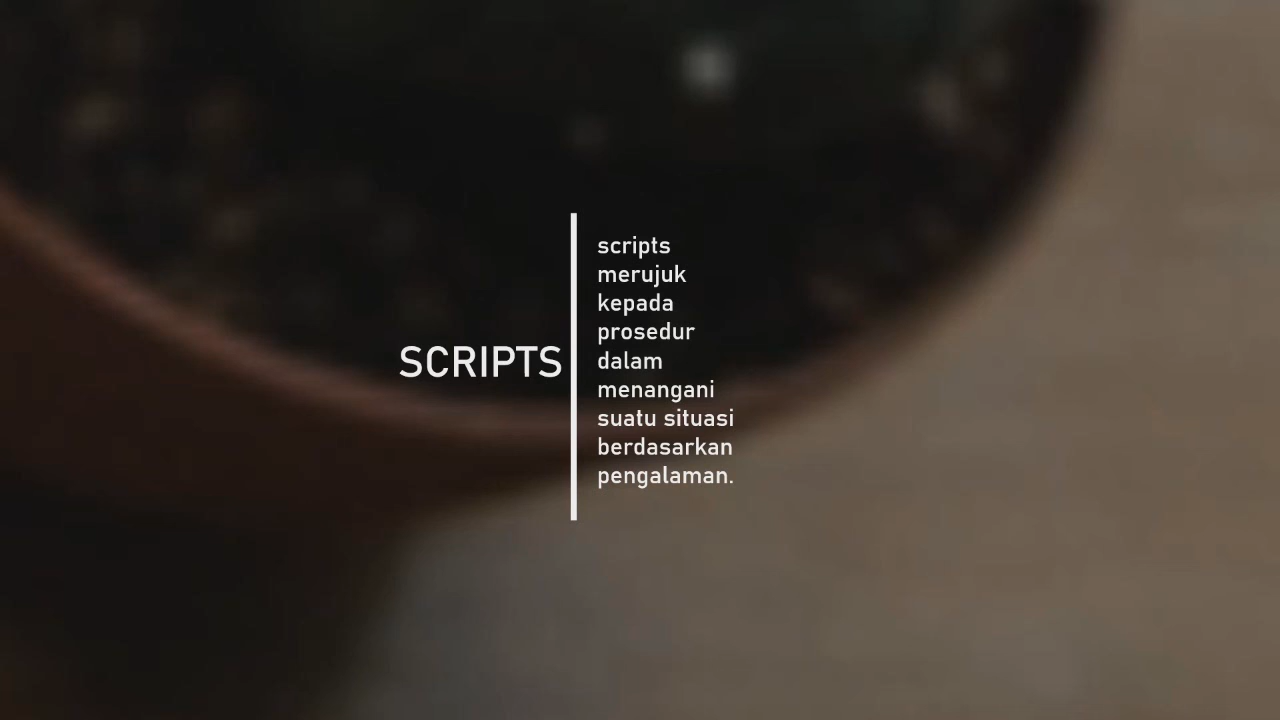 SCRIPTS
scripts
merujuk
kepada
prosedur
dalam
menangani
suatu situasi
berdasarkan
pengalaman.